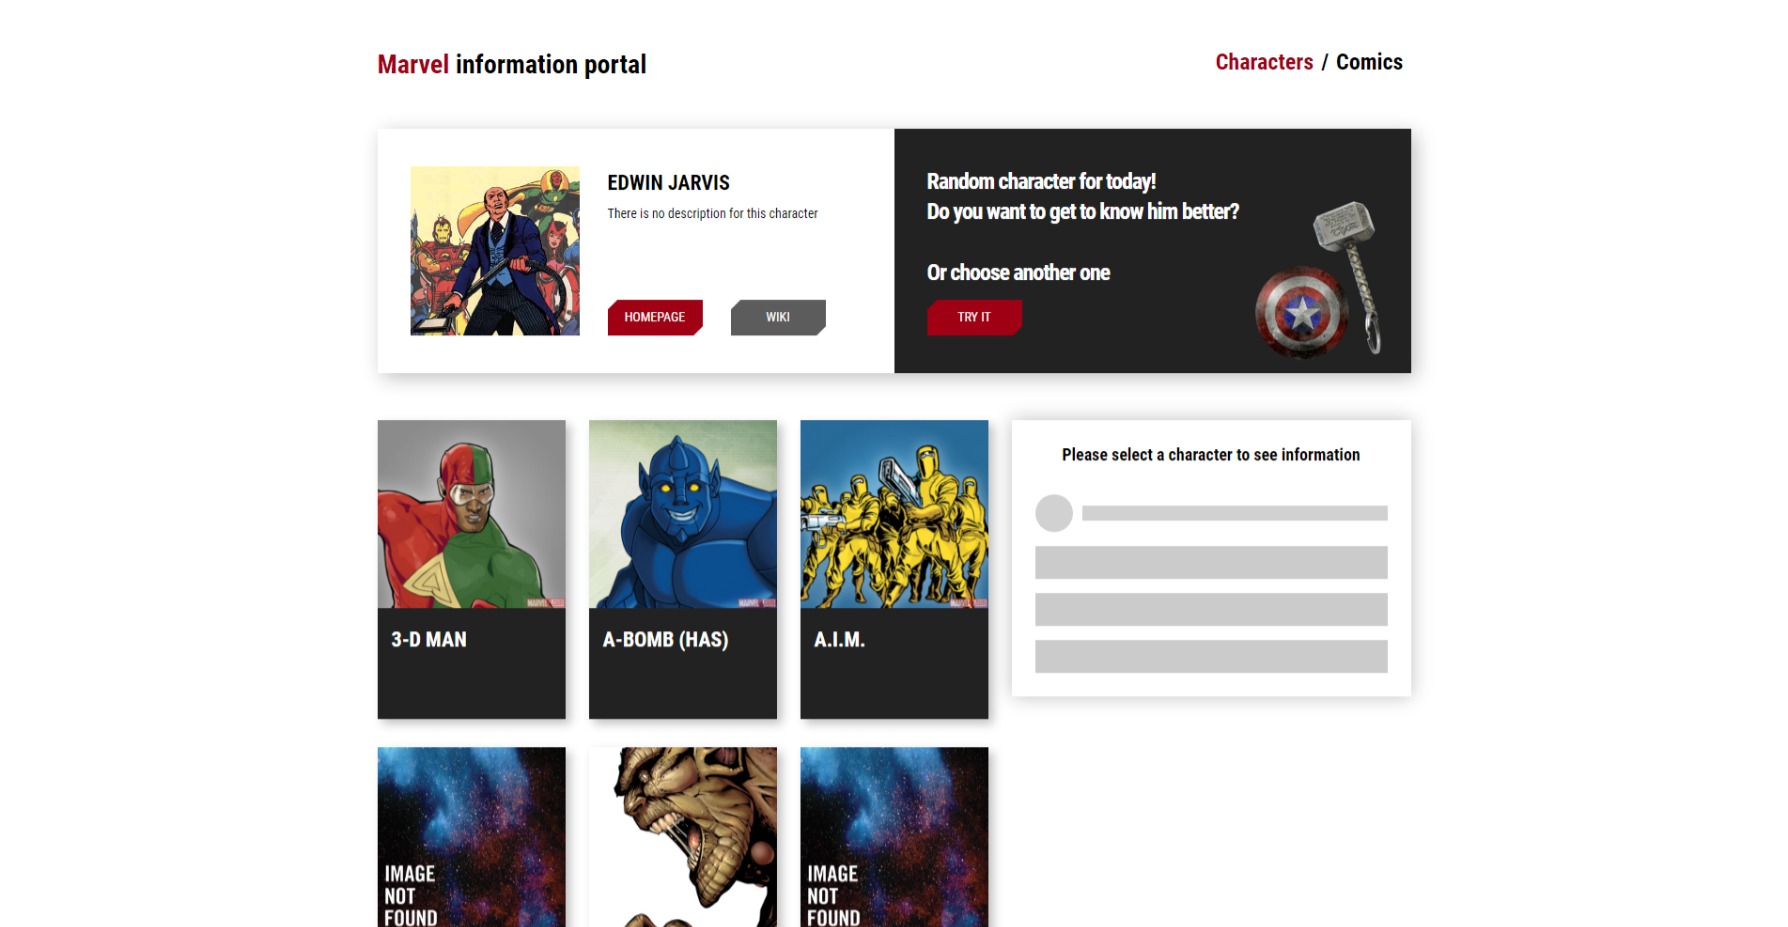 Marvel information portal
Characters / Comics
EDWIN JARVIS
There is no description for this character
HOMEPAGE
WIKI
Random character for today!
Do you want to get to know him better?
Or choose another one
TRY IT
3-D MAN
A-BOMB (HAS)
A.I.M.
Please select a character to see information
IMAGE
NOT
FOUND
IMAGE
NOT
FOUND